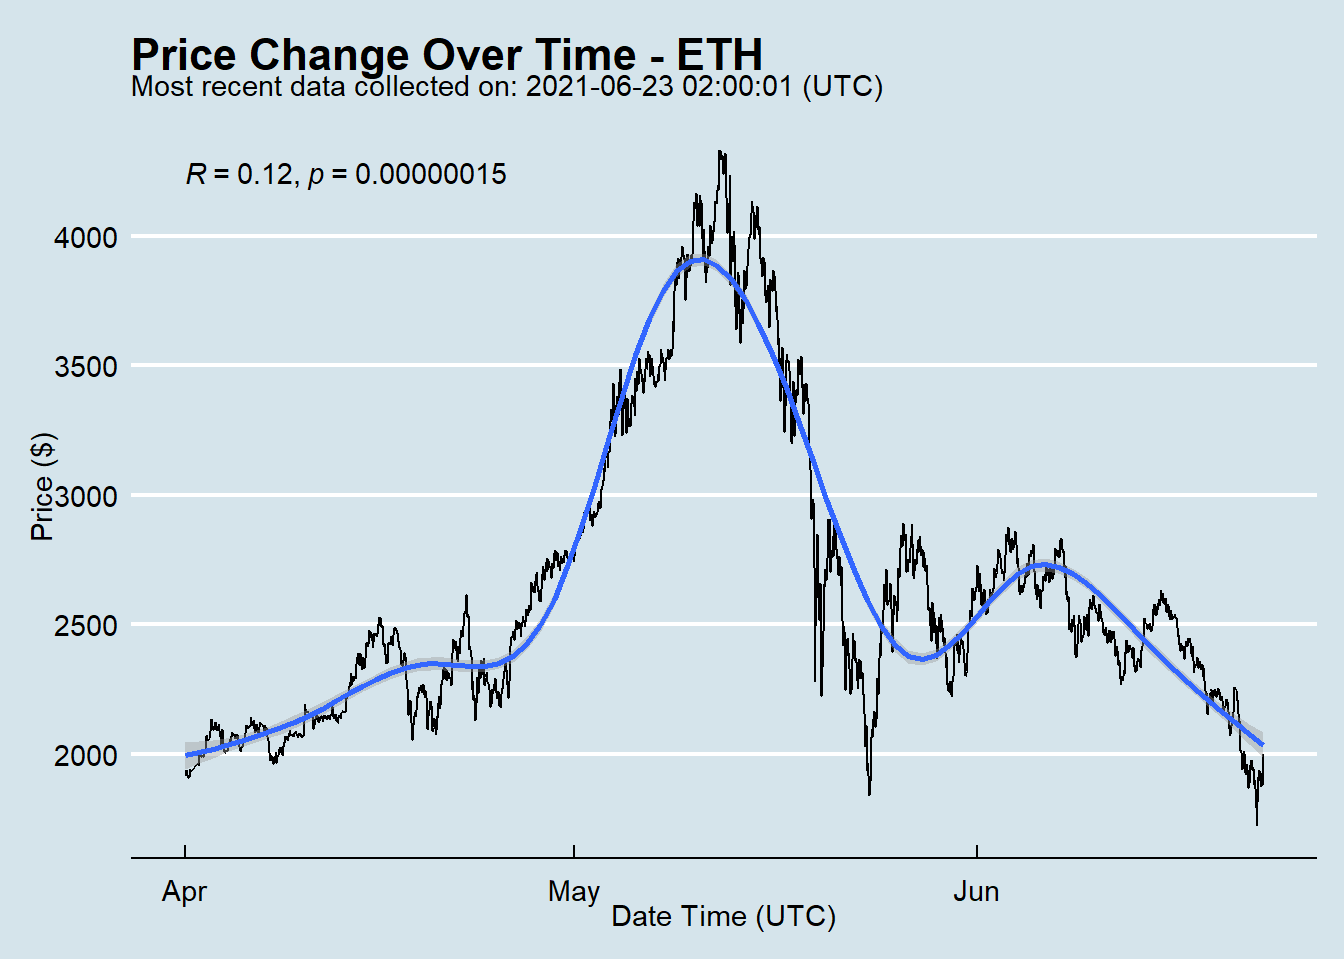 Price Change Over Time - ETH
Most recent data collected on: 2021-06-23 02:00:01 (UTC)
R = 0.12, p = 0.00000015
4000
3500
3000
2500
2000
Price ($)
Apr
May
Jun
Date Time (UTC)